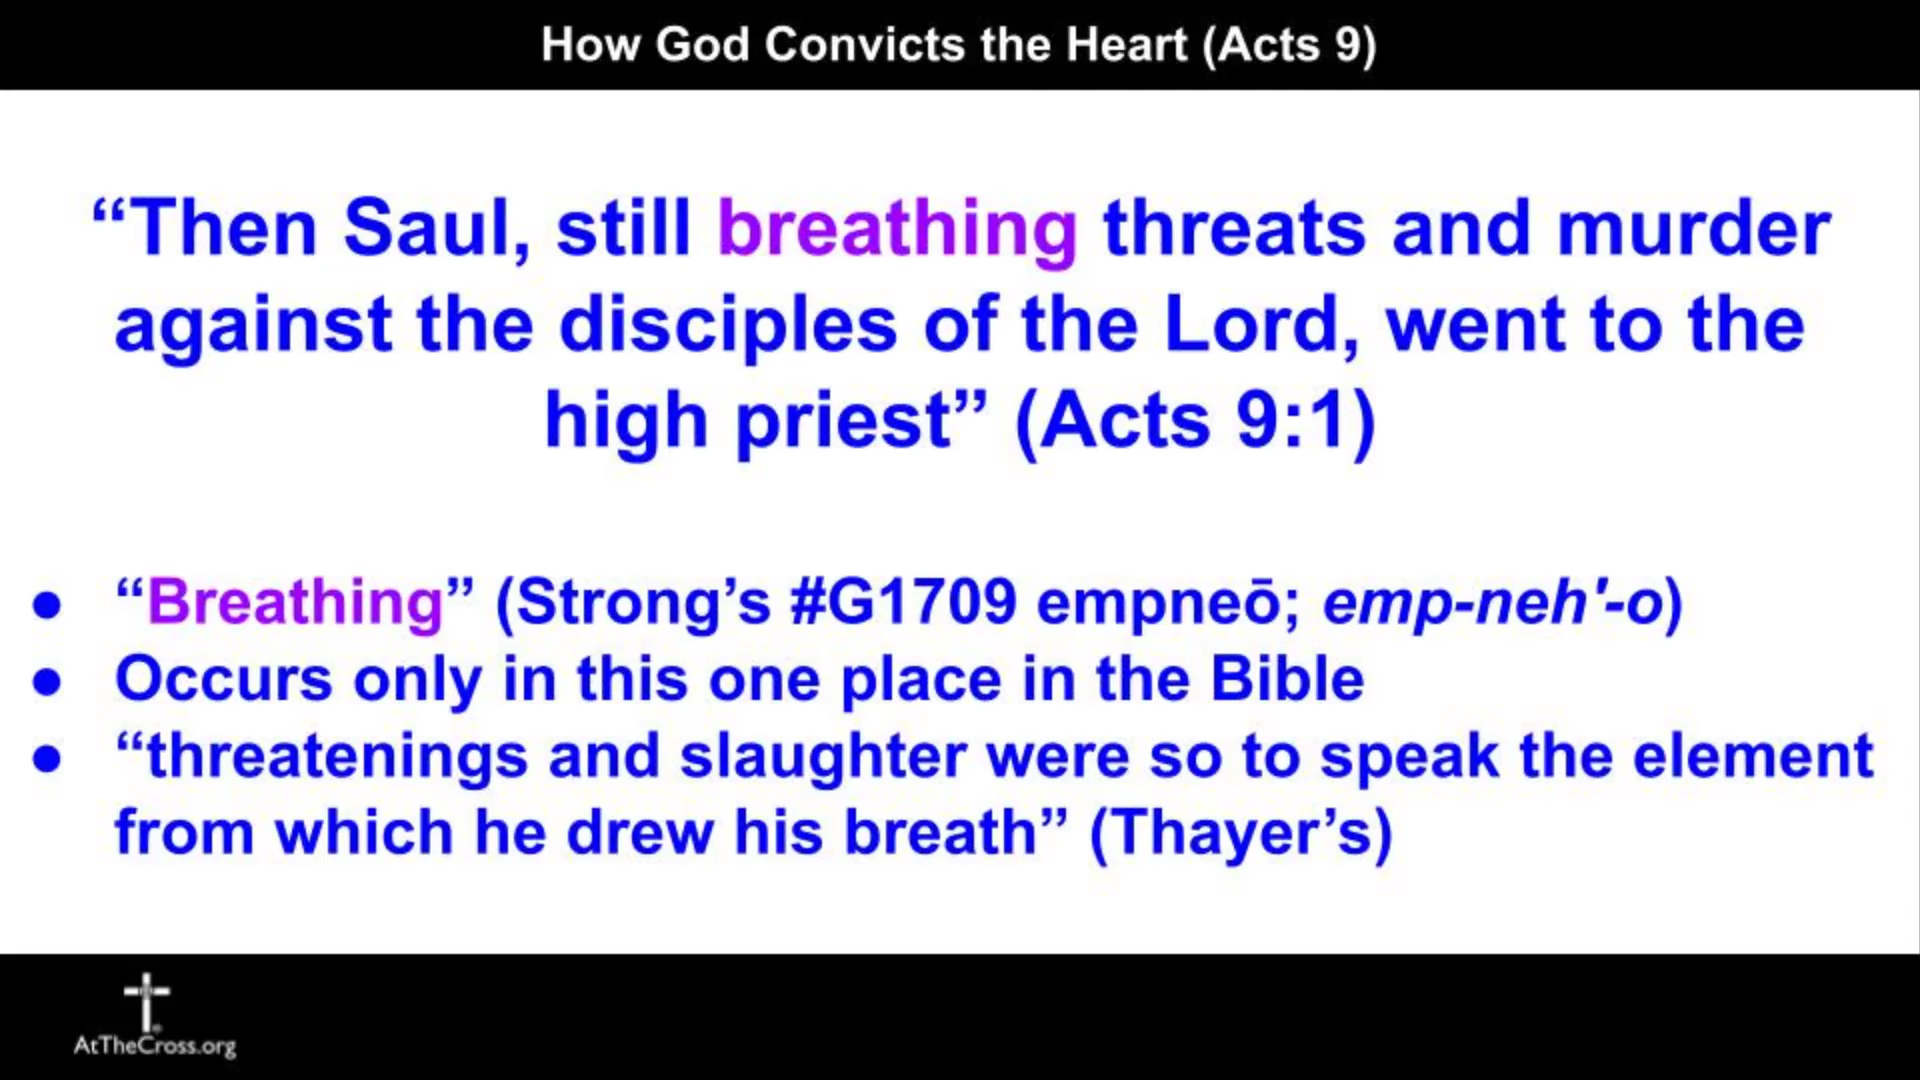 How God Convicts the Heart (Acts 9)
“Then Saul, still breathing threats and murder
against the disciples of the Lord, went to the
high priest” (Acts 9:1)
● “Breathing” (Strong’s #G1709 empneō; emp-neh'-o)
● Occurs only in this one place in the Bible
● “threatenings and slaughter were so to speak the element
from which he drew his breath” (Thayer’s)
AtTheCross.org